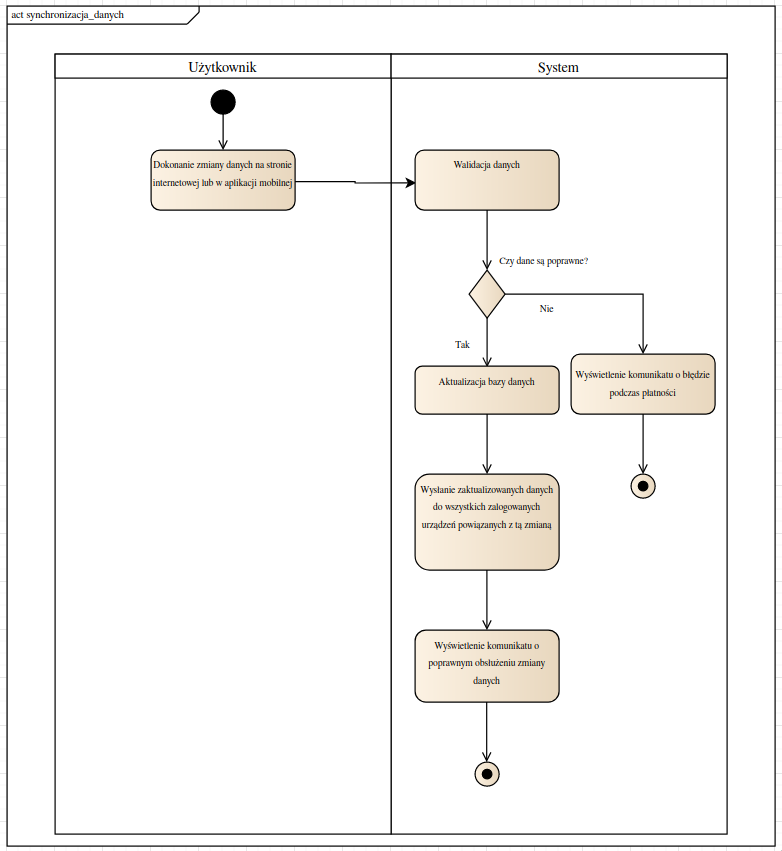 act synchronizacja_danych
Użytkownik
System
Dokonanie zmiany danych na stronie
internetowej lub w aplikacji mobilnej
Walidacja danych
Czy dane są poprawne?
Nie
Tak
Aktualizacja bazy danych
Wyświetlenie komunikatu o błędzie
podczas płatności
Wysłanie zaktualizowanych danych
do wszystkich zalogowanych
urządzeń powiązanych z tą zmianą
Wyświetlenie komunikatu o
poprawnym obsłużeniu zmiany
danych